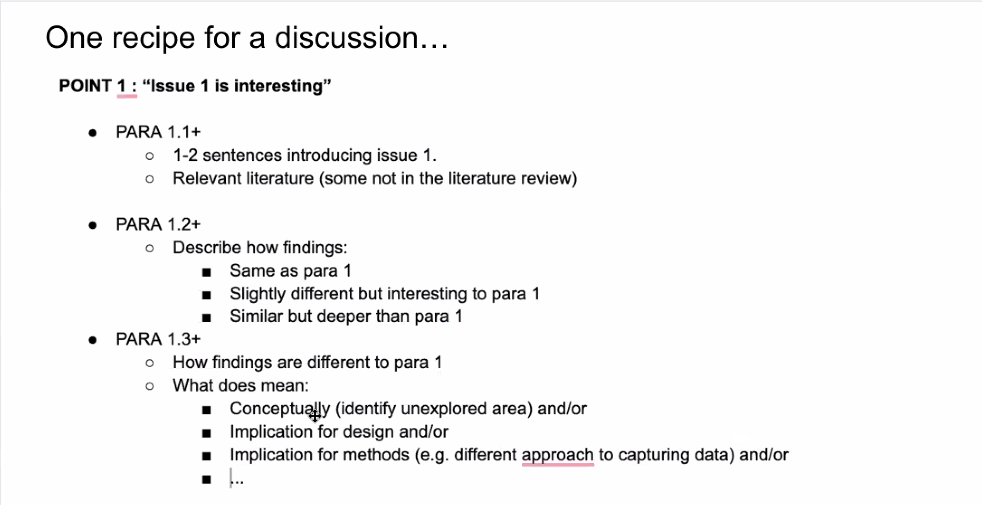 One recipe for a discussion…
POINT 1 : “Issue 1 is interesting”
● PARA 1.1+
○ 1-2 sentences introducing issue 1.
○ Relevant literature (some not in the literature review)
● PARA 1.2+
○ Describe how findings:
■ Same as para 1
■ Slightly different but interesting to para 1
■ Similar but deeper than para 1
● PARA 1.3+
○ How findings are different to para 1
○ What does mean:
■ Conceptually (identify unexplored area) and/or
■ Implication for design and/or
■ Implication for methods (e.g. different approach to capturing data) and/or
■ ...